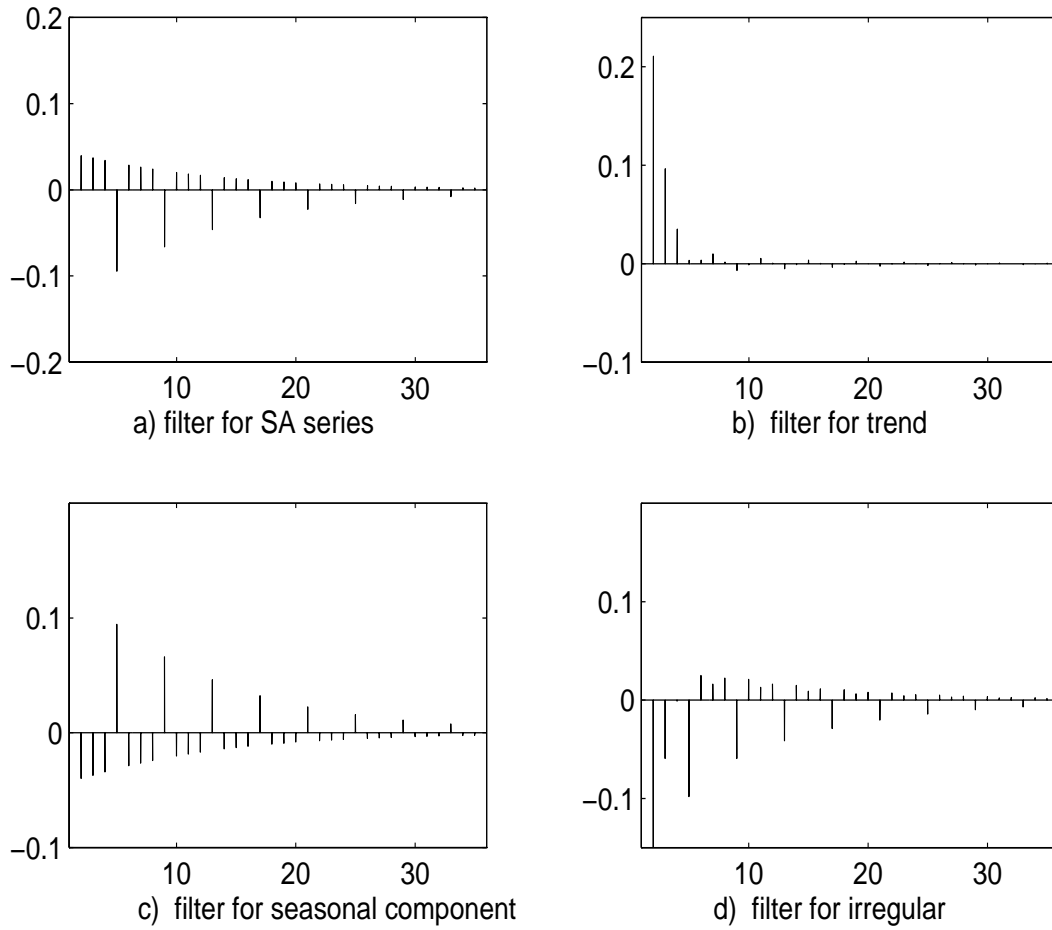 0.2
0.1
0
−0.1
−0.2
10 20 30
a) filter for SA series
0.2
0.1
0
−0.1
10 20 30
b) filter for trend
0.1
0
−0.1
10 20 30
c) filter for seasonal component
0.1
0
−0.1
10 20 30
d) filter for irregular